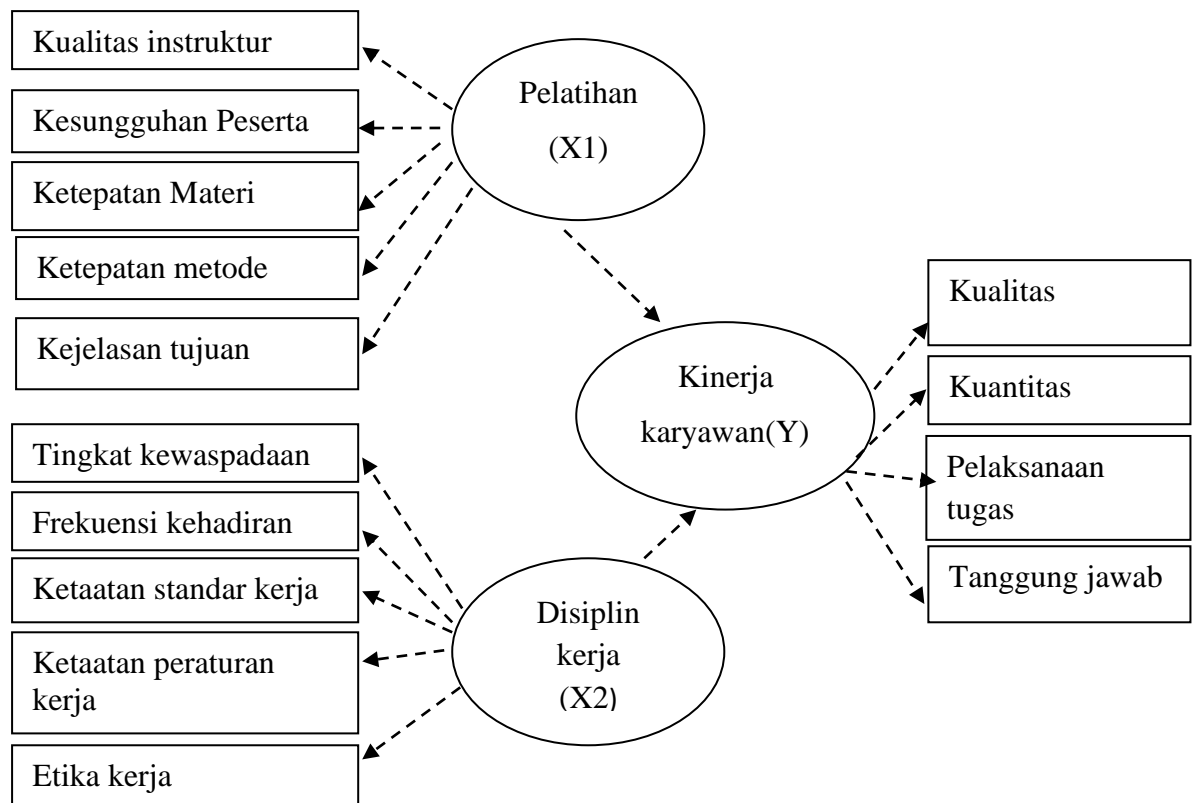 Kualitas instruktur
Kesungguhan Peserta
Ketepatan Materi
Ketepatan metode
Kejelasan tujuan
Pelatihan
(X1)
Kinerja
karyawan(Y)
Kualitas
Kuantitas
Pelaksanaan
tugas
Tanggung jawab
Tingkat kewaspadaan
Frekuensi kehadiran
Ketaatan standar kerja
Ketaatan peraturan
kerja
Etika kerja
Disiplin
kerja
(X2)